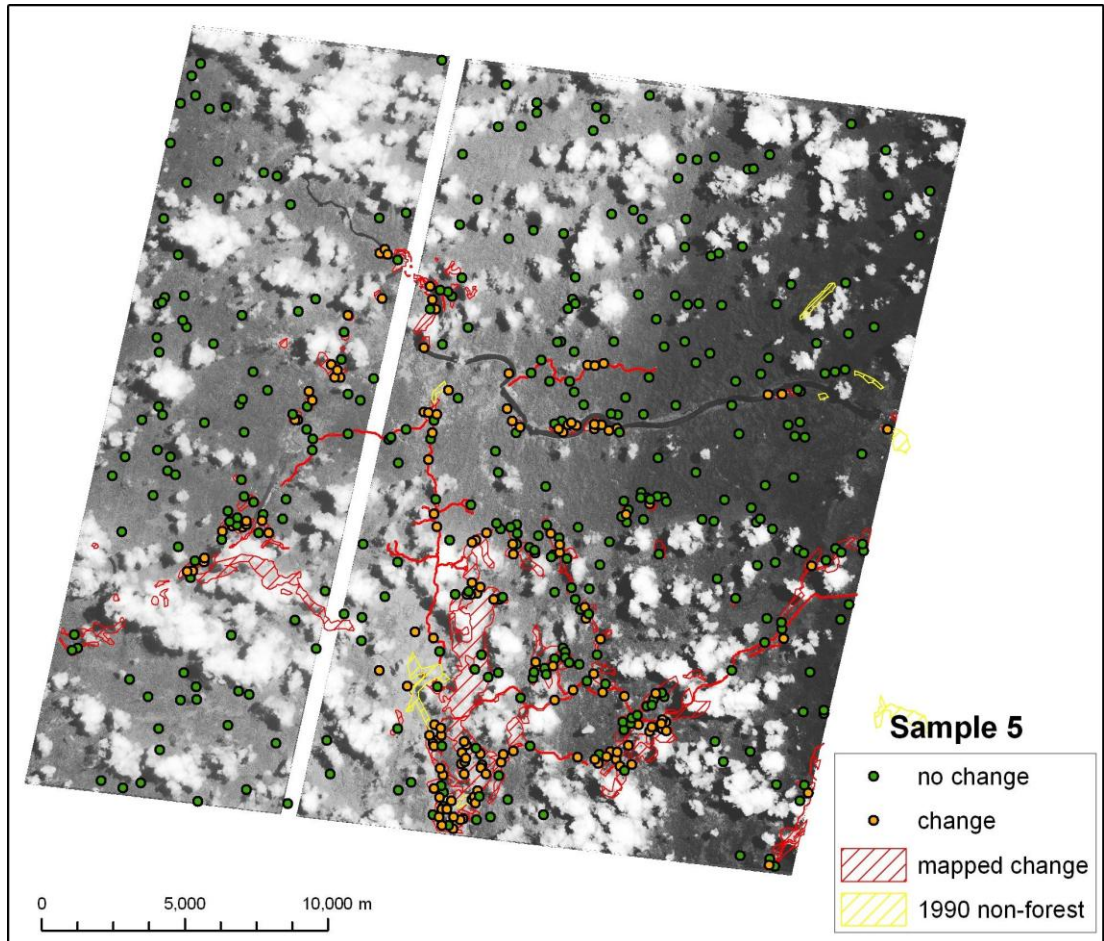 Sample 5
no change
change
mapped change
1990 non-forest
0 5,000 10,000 m